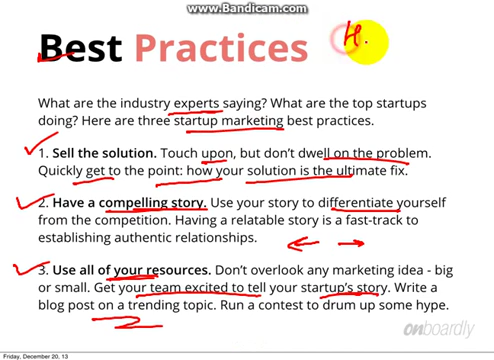 www.Bandicam.com
Best Practices
H.
What are the industry experts saying? What are the top startups
doing? Here are three startup marketing best practices.
1. Sell the solution. Touch upon, but don't dwell on the problem.
Quickly get to the point: how your solution is the ultimate fix.
2. Have a compelling story. Use your story to differentiate yourself
from the competition. Having a relatable story is a fast-track to
establishing authentic relationships.
3. Use all of your resources. Don't overlook any marketing idea - big
or small. Get your team excited to tell your startup's story. Write a
blog post on a trending topic. Run a contest to drum up some hype.
onboardly
Friday, December 20, 13